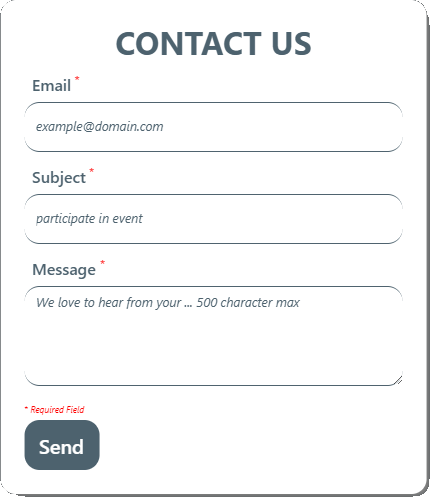 CONTACT US
Email *
example@domain.com
Subject *
participate in event
Message *
We love to hear from your ... 500 character max
* Required Field
Send